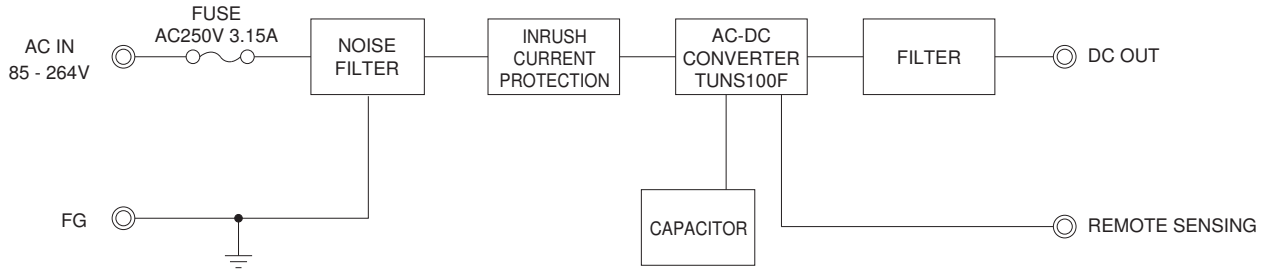 FUSE
AC250V 3.15A
AC IN
85 - 264V
NOISE
FILTER
INRUSH
CURRENT
PROTECTION
AC-DC
CONVERTER
TUNS100F
FILTER
DC OUT
FG
CAPACITOR
REMOTE SENSING